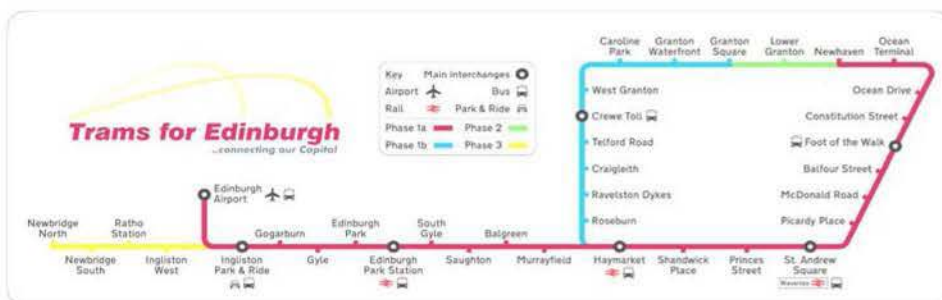 Trams for Edinburgh
...connecting our Capital
Key
Main interchanges
Airport
Bus
Rail
Park & Ride
Phase 1a
Phase 2
Phase 1b
Phase 3
Caroline
Park
Granton
Waterfront
Granton
Square
Lower
Granton
Newhaven
Ocean
Terminal
West Granton
Crewe Toll
Telford Road
Craigleith
Ravelston Dykes
Roseburn
Ocean Drive
Constitution Street
Foot of the Walk
Balfour Street
McDonald Road
Picardy Place
Edinburgh
Airport
Newbridge
North
Ratho
Station
Gogarburn
Edinburgh
Park
South
Gyle
Balgreen
Newbridge
South
Ingliston
West
Ingliston
Park & Ride
Gyle
Edinburgh
Park Station
Saughton
Murrayfield
Haymarket
Shandwick
Place
Princes
Street
St. Andrew
Square
Waverley